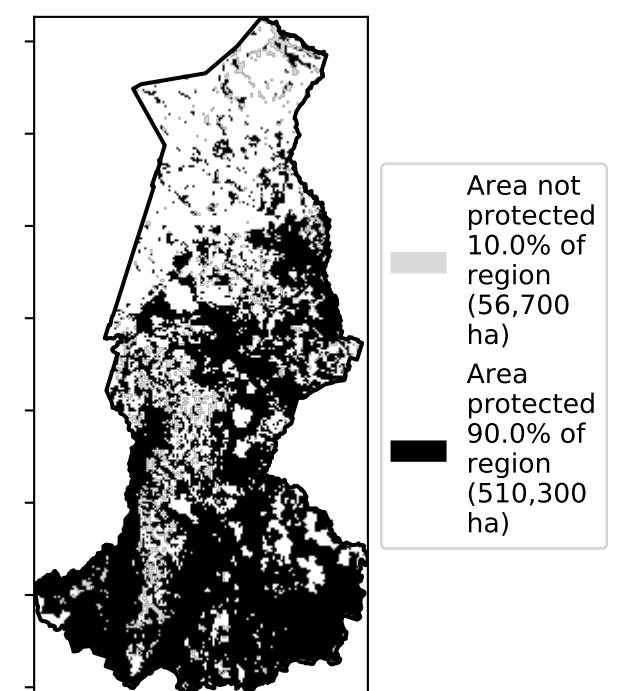 Area not
protected
10.0% of
region
(56,700
ha)
Area
protected
90.0% of
region
(510,300
ha)